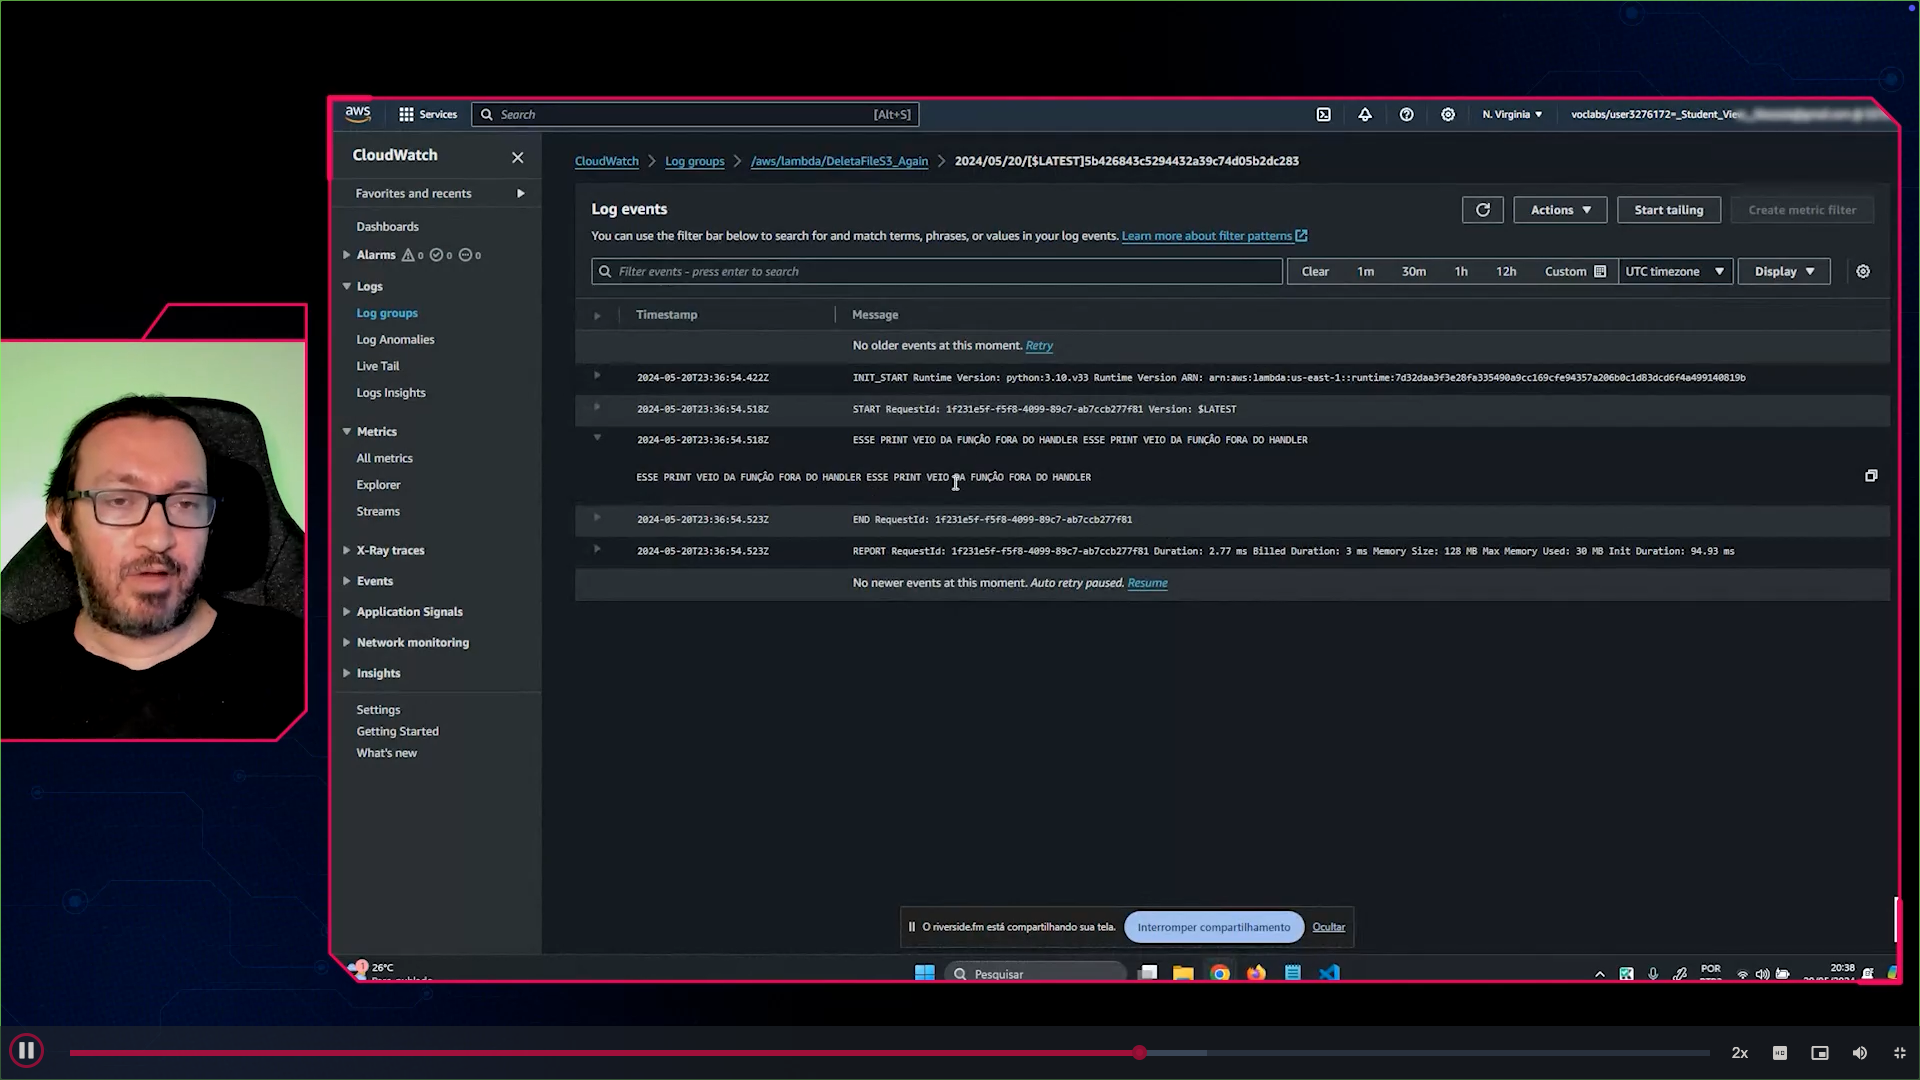 aws
Services
Search
[Alt+S]
N. Virginia
voclabs/user3276172=_Student_Vie
CloudWatch
Favorites and recents
Dashboards
Alarms 0 0 0
Logs
Log groups
Log Anomalies
Live Tail
Logs Insights
Metrics
All metrics
Explorer
Streams
X-Ray traces
Events
Application Signals
Network monitoring
Insights
Settings
Getting Started
What's new
CloudWatch
Log groups
/aws/lambda/DeletaFileS3_Again
2024/05/20/[$LATEST]5b426843c5294432a39c74d05b2dc283
Log events
Actions
Start tailing
Create metric filter
You can use the filter bar below to search for and match terms, phrases, or values in your log events. Learn more about filter patterns
Filter events - press enter to search
Clear
1m
30m
1h
12h
Custom
UTC timezone
Display
Timestamp
Message
No older events at this moment. Retry
2024-05-20T23:36:54.422Z
INIT_START Runtime Version: python:3.10.v33 Runtime Version ARN: arn:aws:lambda:us-east-1::runtime:7d32daa3f3e28fa335490a9cc169cfe94357a206b0c1d83dcd6f4a499140819b
2024-05-20T23:36:54.518Z
START RequestId: 1f231e5f-f5f8-4099-89c7-ab7ccb277f81 Version: $LATEST
2024-05-20T23:36:54.518Z
ESSE PRINT VEIO DA FUNÇÃO FORA DO HANDLER ESSE PRINT VEIO DA FUNÇÃO FORA DO HANDLER
ESSE PRINT VEIO DA FUNÇÃO FORA DO HANDLER ESSE PRINT VEIO DA FUNÇÃO FORA DO HANDLER
2024-05-20T23:36:54.523Z
END RequestId: 1f231e5f-f5f8-4099-89c7-ab7ccb277f81
2024-05-20T23:36:54.523Z
REPORT RequestId: 1f231e5f-f5f8-4099-89c7-ab7ccb277f81 Duration: 2.77 ms Billed Duration: 3 ms Memory Size: 128 MB Max Memory Used: 30 MB Init Duration: 94.93 ms
No newer events at this moment. Auto retry paused. Resume
O riverside.fm está compartilhando sua tela.
Interromper compartilhamento
Ocultar
1
26°C
Pesquisar
POR
20:38
2x
HD